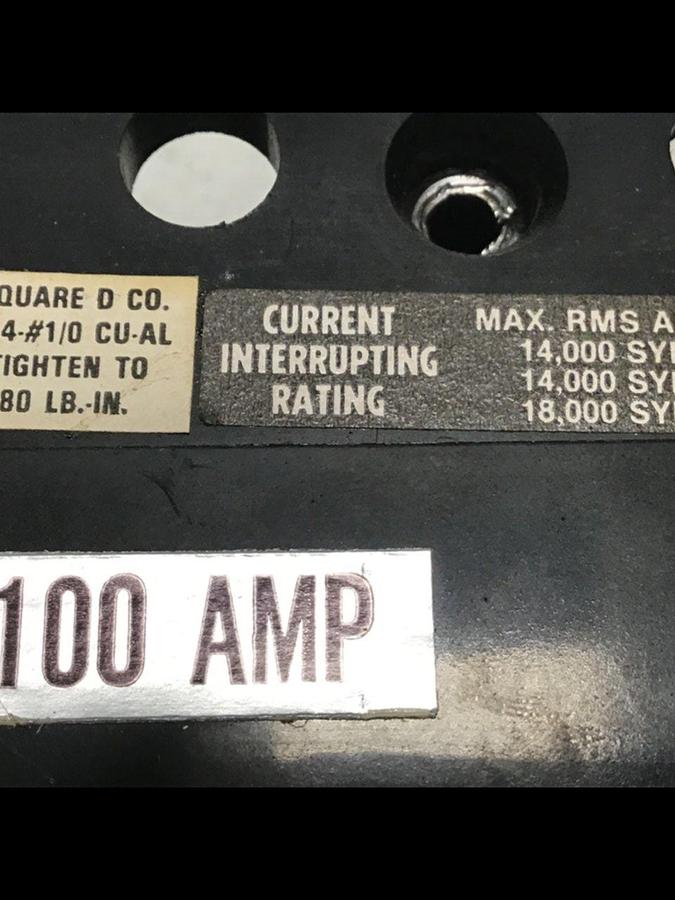 QUARE D CO.
4-#1/0 CU-AL
TIGHTEN TO
80 LB.-IN.
CURRENT
INTERRUPTING
RATING
MAX. RMS A
14,000 SY
14,000 SY
18,000 SY
100 AMP